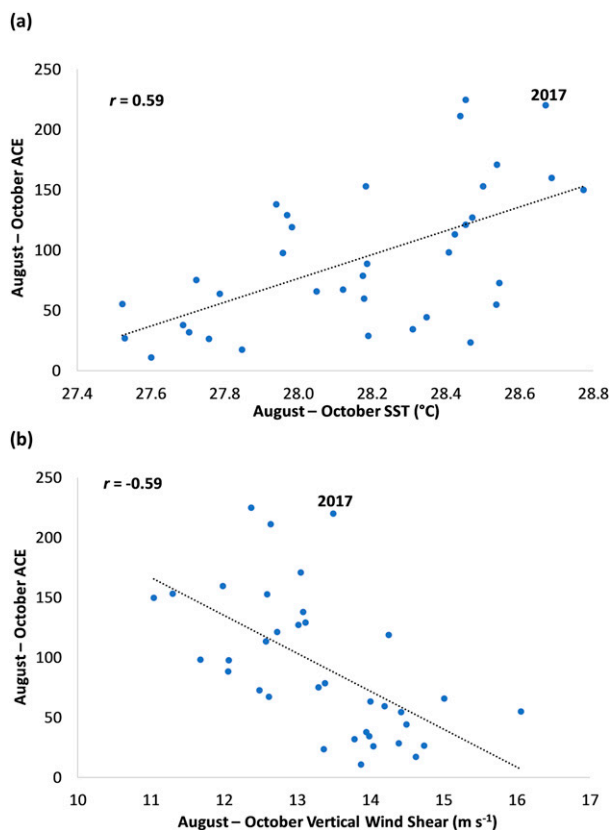 (a)
250
200
150
100
50
0
August – October ACE
r = 0.59
2017
27.4 27.6 27.8 28.0 28.2 28.4 28.6 28.8
August – October SST (°C)
(b)
250
200
150
100
50
0
August – October ACE
r = -0.59
2017
10 11 12 13 14 15 16 17
August – October Vertical Wind Shear (m s⁻¹)